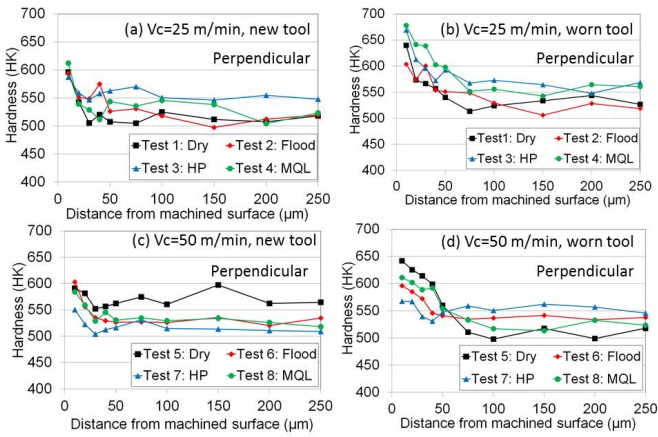 (a) Vc=25 m/min, new tool
Perpendicular
Hardness (HK)
700
650
600
550
500
450
400
Test 1: Dry
Test 2: Flood
Test 3: HP
Test 4: MQL
0 50 100 150 200 250
Distance from machined surface (µm)
(b) Vc=25 m/min, worn tool
Perpendicular
Hardness (HK)
700
650
600
550
500
450
400
Test1: Dry
Test 2: Flood
Test 3: HP
Test 4: MQL
0 50 100 150 200 250
Distance from machined surface (µm)
(c) Vc=50 m/min, new tool
Perpendicular
Hardness (HK)
700
650
600
550
500
450
400
Test 5: Dry
Test 6: Flood
Test 7: HP
Test 8: MQL
0 50 100 150 200 250
Distance from machined surface (µm)
(d) Vc=50 m/min, worn tool
Perpendicular
Hardness (HK)
700
650
600
550
500
450
400
Test 5: Dry
Test 6: Flood
Test 7: HP
Test 8: MQL
0 50 100 150 200 250
Distance from machined surface (µm)